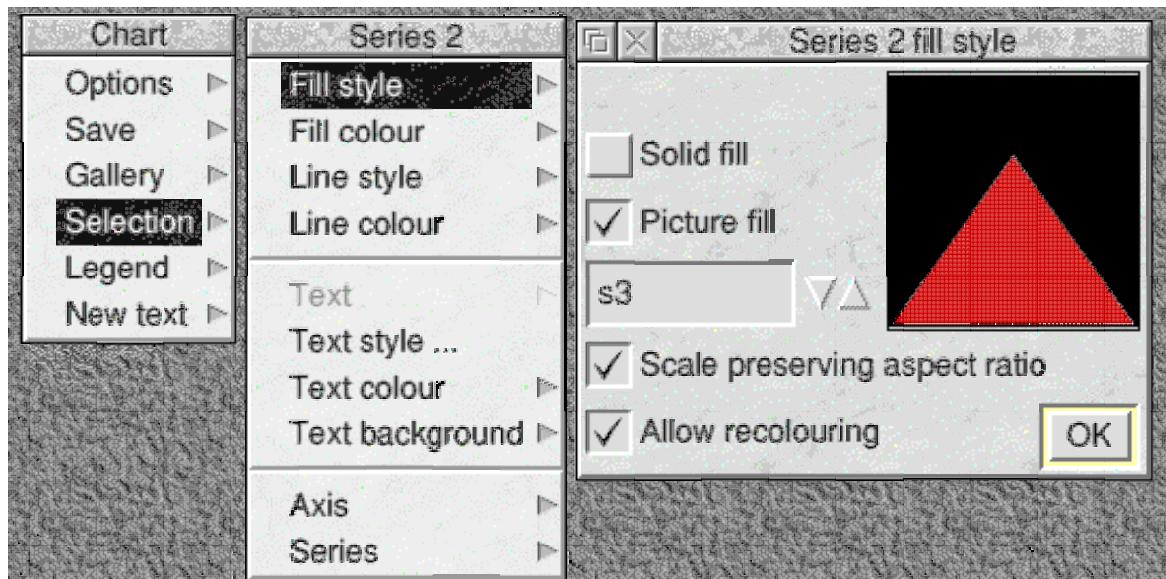 Chart
Options
Save
Gallery
Selection
Legend
New text
Series 2
Fill style
Fill colour
Line style
Line colour
Text
Text style ...
Text colour
Text background
Axis
Series
Series 2 fill style
Solid fill
Picture fill
s3
Scale preserving aspect ratio
Allow recolouring
OK